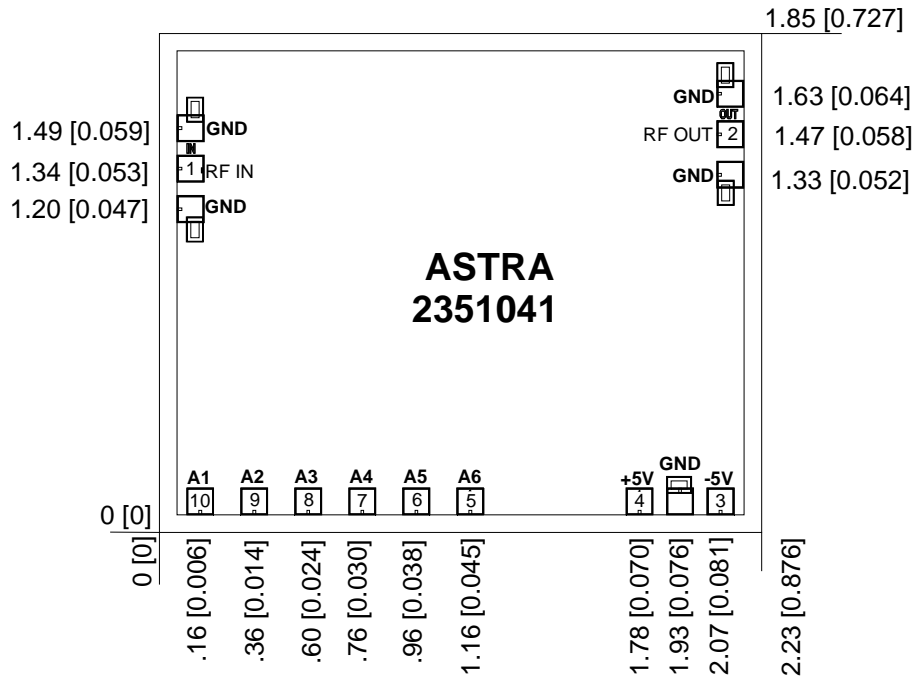 1.85 [0.727]
GND
1.63 [0.064]
OUT
1.49 [0.059]
GND
RF OUT
2
1.47 [0.058]
IN
1.34 [0.053]
1
RF IN
GND
1.33 [0.052]
1.20 [0.047]
GND
ASTRA
2351041
GND
A1
A2
A3
A4
A5
A6
+5V
-5V
10
9
8
7
6
5
4
3
0 [0]
0 [0]
.16 [0.006]
.36 [0.014]
.60 [0.024]
.76 [0.030]
.96 [0.038]
1.16 [0.045]
1.78 [0.070]
1.93 [0.076]
2.07 [0.081]
2.23 [0.876]